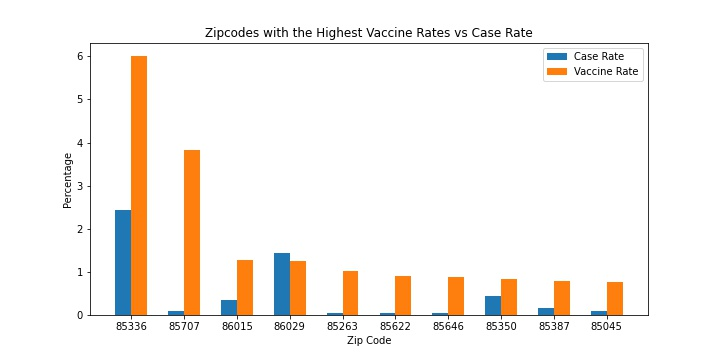 Zipcodes with the Highest Vaccine Rates vs Case Rate
Case Rate
Vaccine Rate
6
5
4
3
2
1
0
Percentage
85336 85707 86015 86029 85263 85622 85646 85350 85387 85045
Zip Code